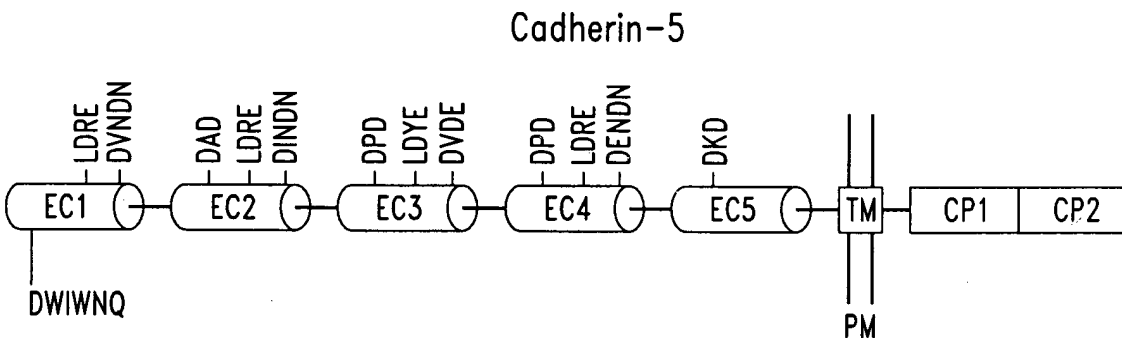 Cadherin-5
LDRE
DVNDN
DAD
LDRE
DINDN
DPD
LDYE
DVDE
DPD
LDRE
DENDN
DKD
EC1
EC2
EC3
EC4
EC5
TM
CP1
CP2
DWIWNQ
PM